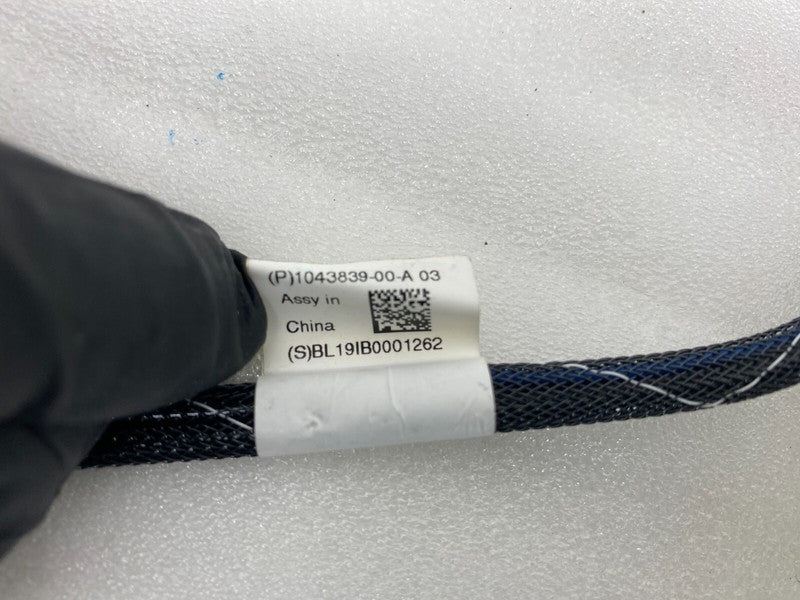 (P)1043839-00-A 03
Assy in
China
(S)BL19IB0001262